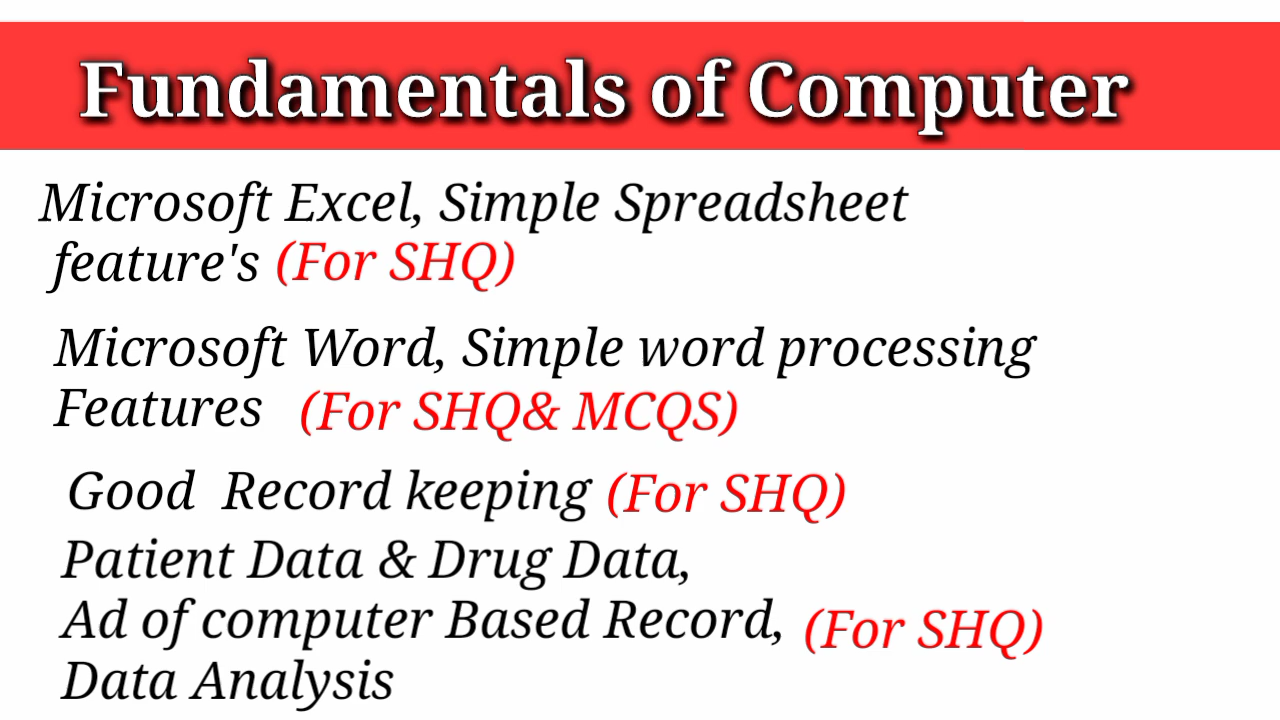 Fundamentals of Computer
Microsoft Excel, Simple Spreadsheet
feature's (For SHQ)
Microsoft Word, Simple word processing
Features (For SHQ& MCQS)
Good Record keeping (For SHQ)
Patient Data & Drug Data,
Ad of computer Based Record, (For SHQ)
Data Analysis